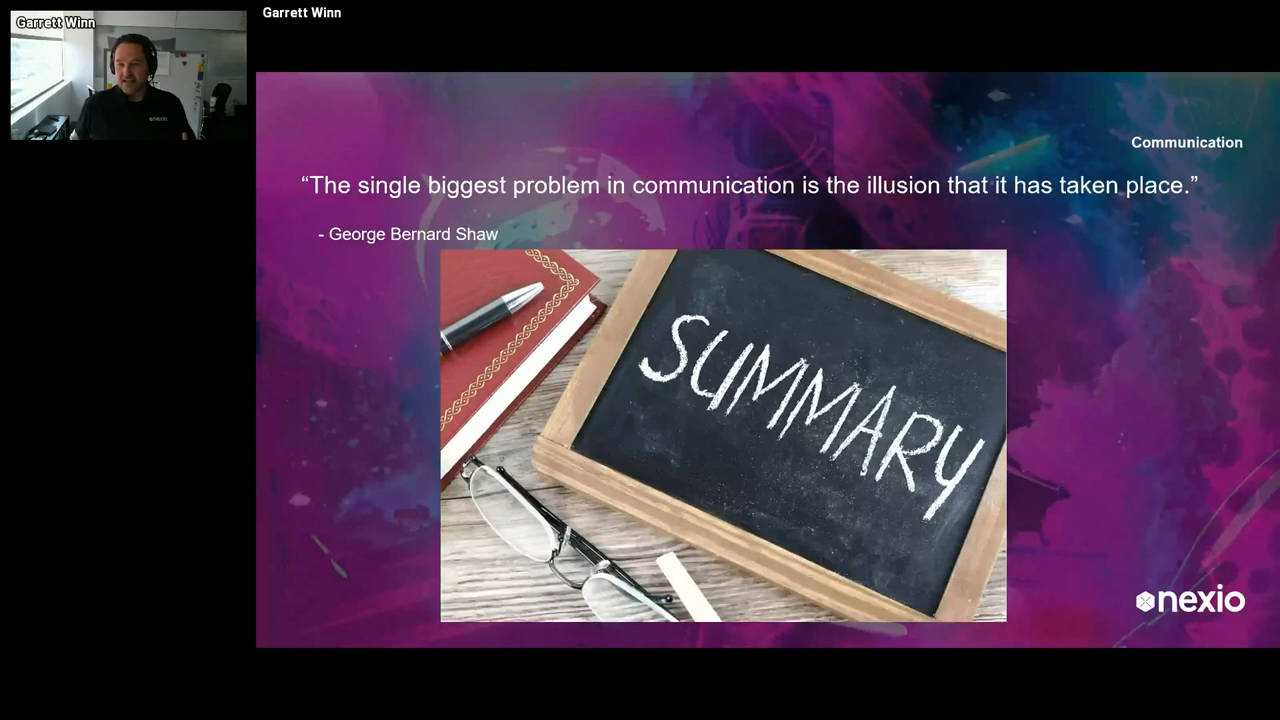 Garrett Winn
Garrett Winn
nexio
Communication
“The single biggest problem in communication is the illusion that it has taken place.”
- George Bernard Shaw
SUMMARY
nexio